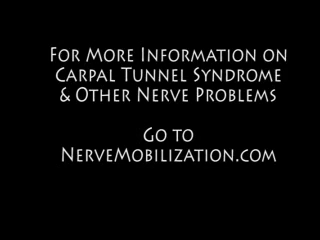 For More Information on
Carpal Tunnel Syndrome
& Other Nerve Problems
Go to
NerveMobilization.com